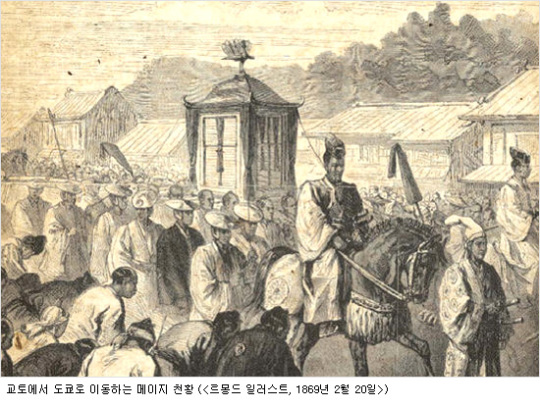 교토에서 도쿄로 이동하는 메이지 천황 (<르몽드 일러스트, 1869년 2월 20일>)